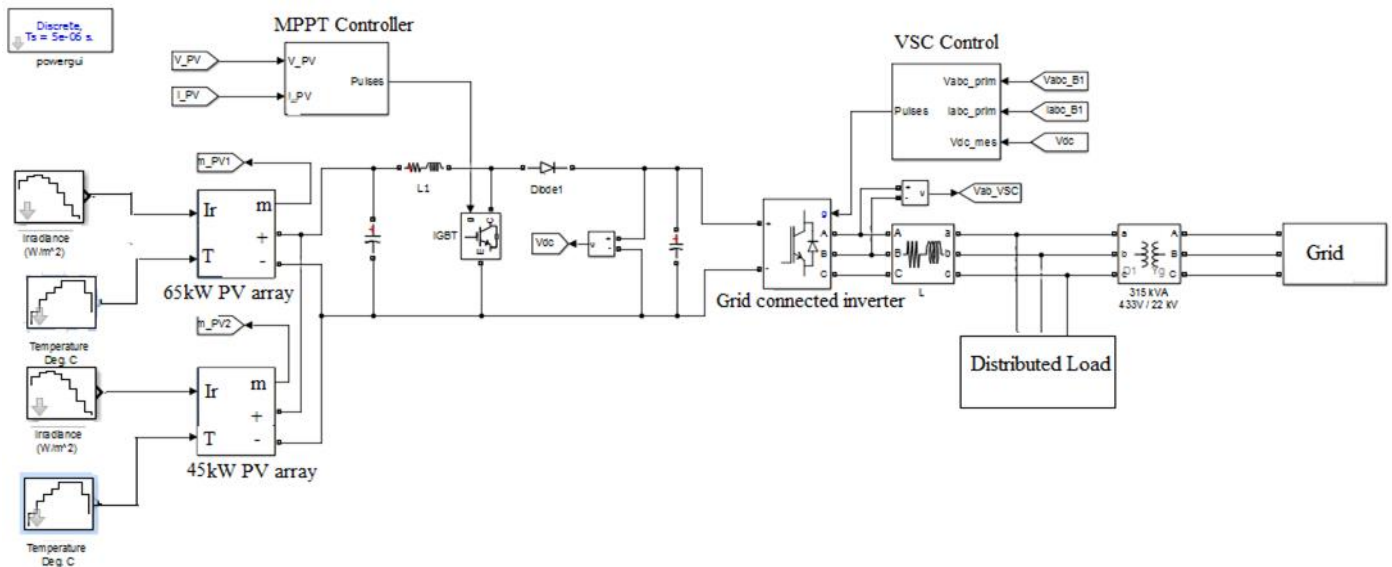 Discrete,
Ts = 5e-06 s.
powergui
MPPT Controller
V_PV
I_PV
V_PV
I_PV
Pulses
VSC Control
Vabc_prim
Iabc_prim
Vdc_mes
Pulses
Vabc_B1
Iabc_B1
Vdc
m_PV1
Irradiance
(W/m^2)
Ir
T
m
+
-
65kW PV array
Temperature
Deg. C
m_PV2
Irradiance
(W/m^2)
Ir
T
m
+
-
45kW PV array
Temperature
Deg. C
L1
IGBT
g
C
E
Diode1
Vdc
v
+
-
+
-
g
A
B
C
Grid connected inverter
+
-
v
Vab_VSC
A
B
C
a
b
c
L
Distributed Load
a
b
c
D1
Yg
A
B
C
315 kVA
433V / 22 kV
Grid